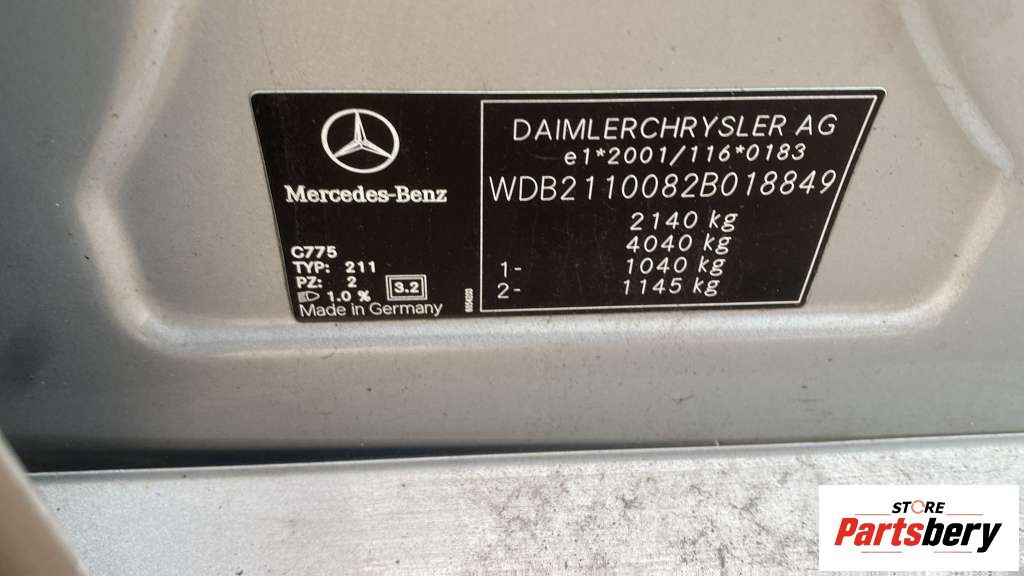 Mercedes-Benz
C775
TYP: 211
PZ: 2
1.0 %
3.2
Made in Germany
DAIMLERCHRYSLER AG
e1*2001/116*0183
WDB2110082B018849
2140 kg
4040 kg
1- 1040 kg
2- 1145 kg
STORE
Partsbery